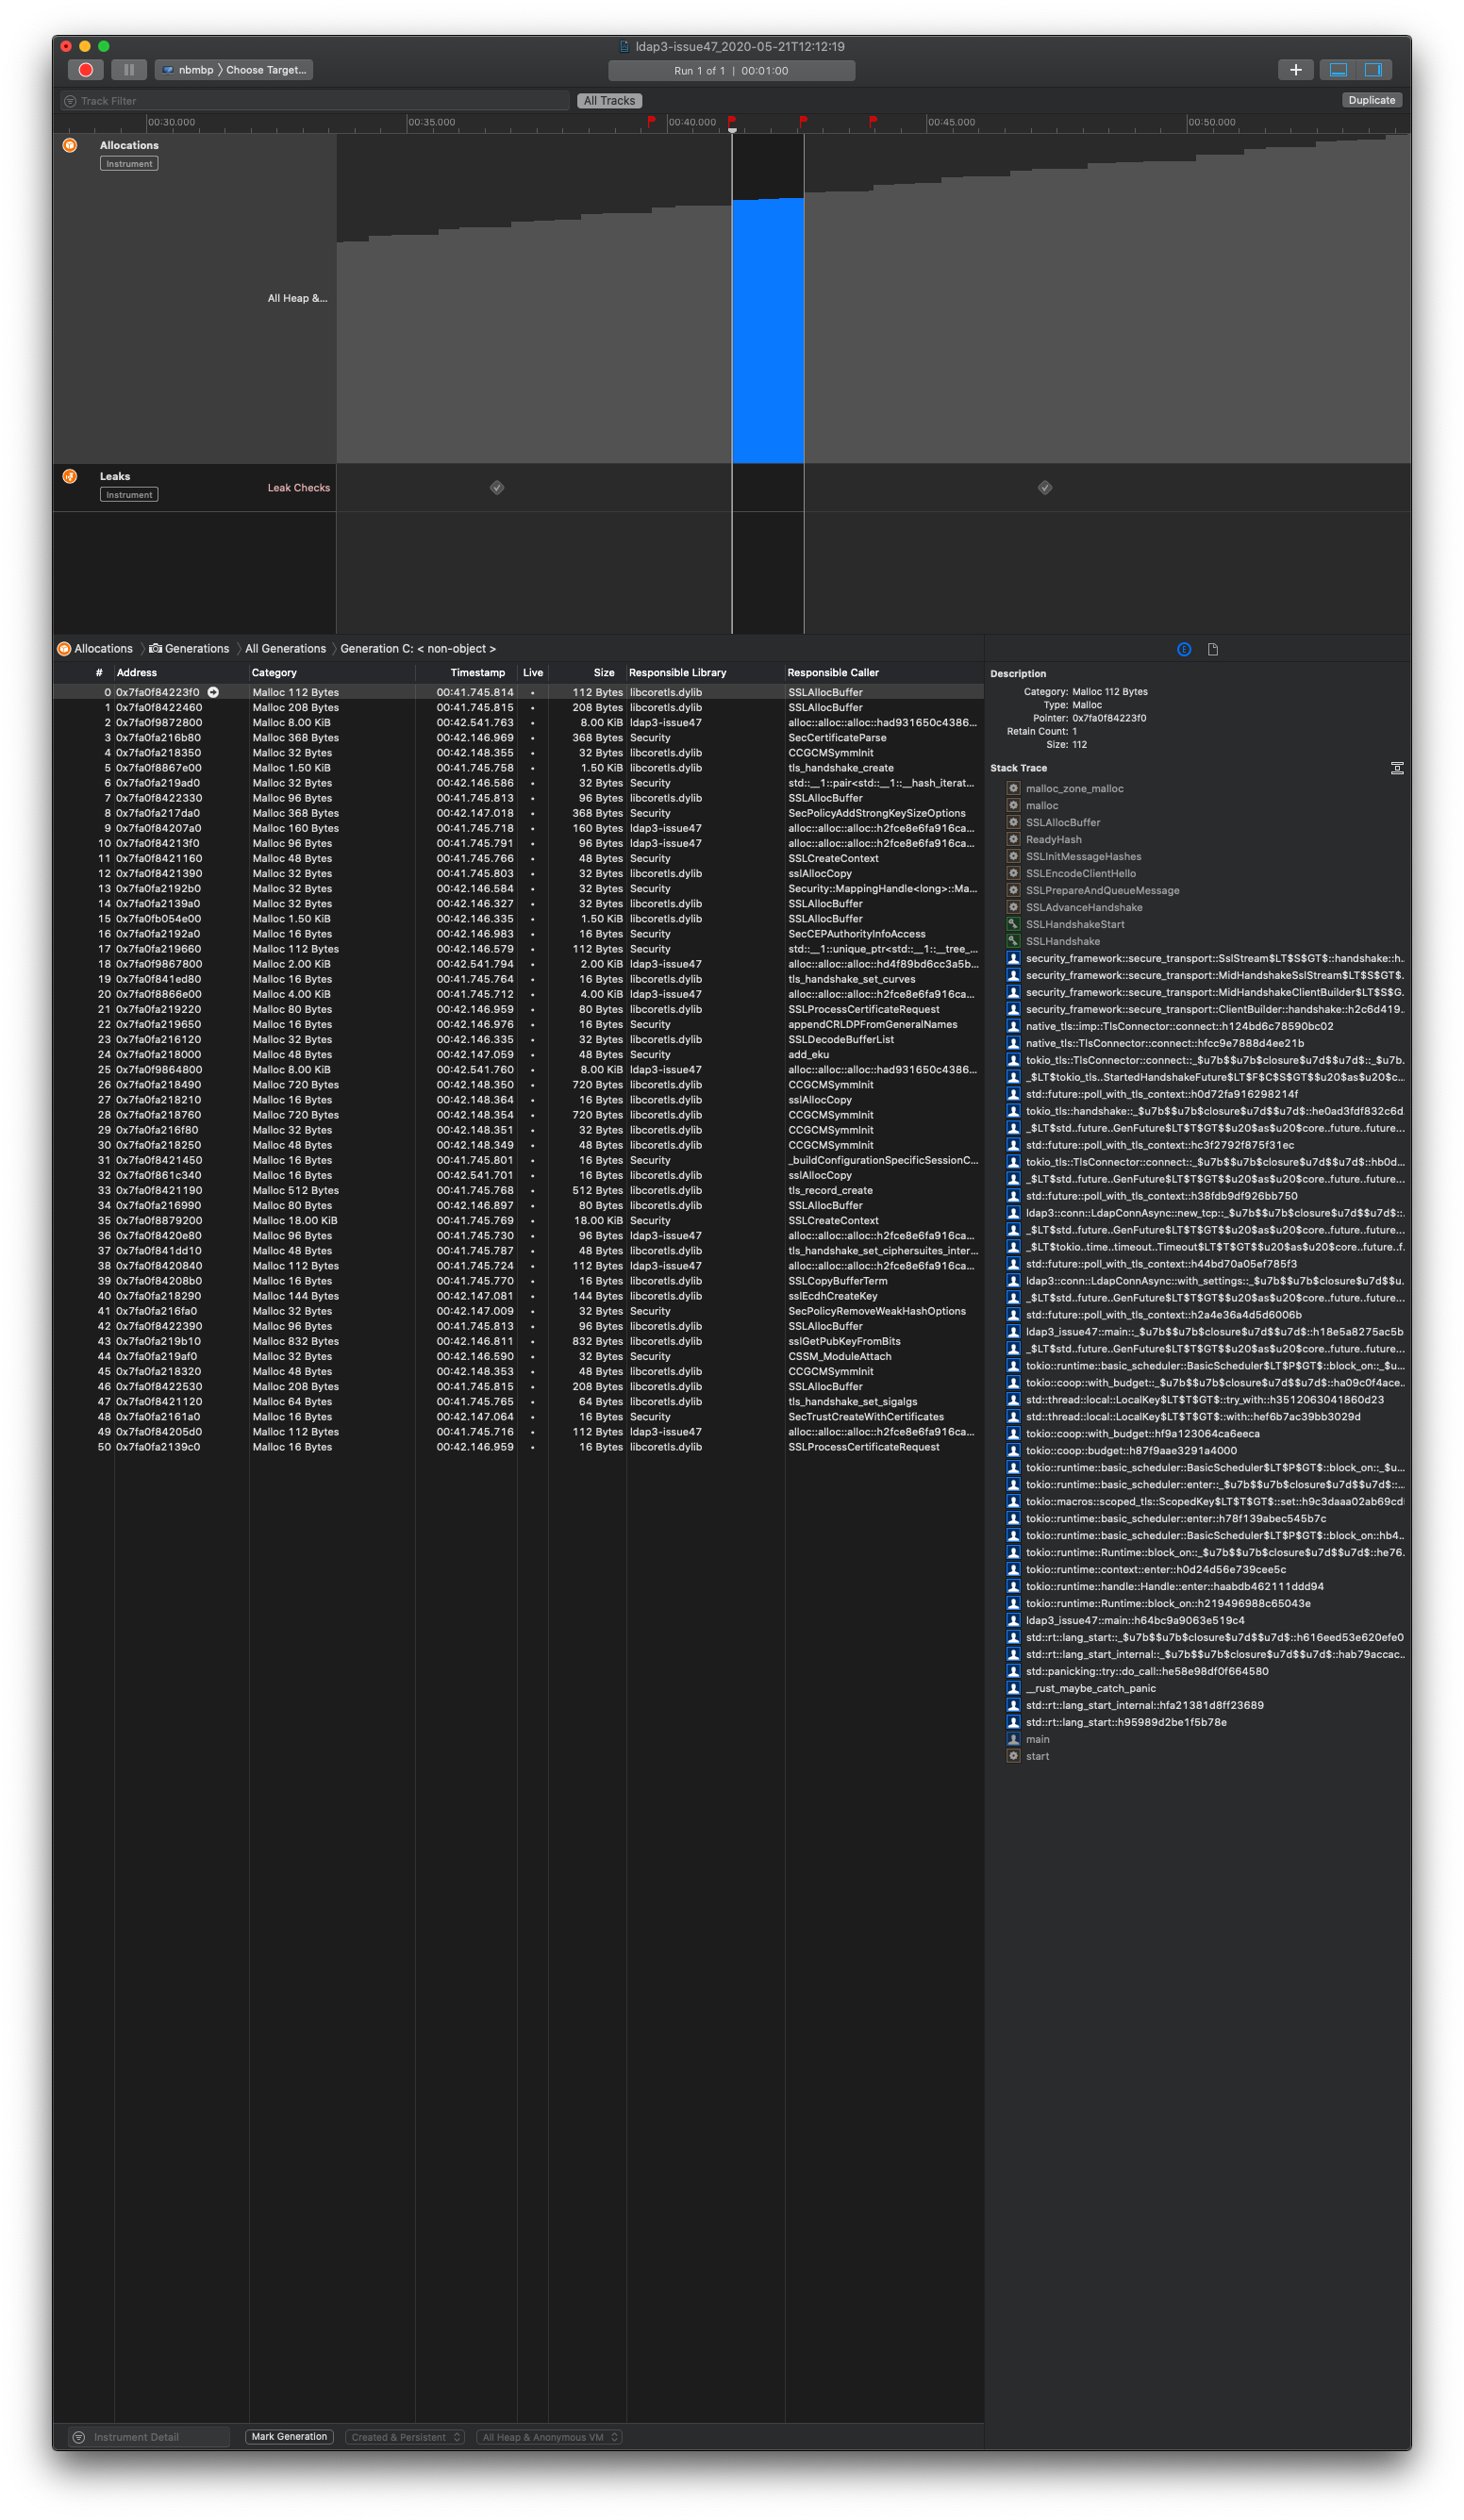 ldap3-issue47_2020-05-21T12:12:19
nbmbp 〉Choose Target...
Run 1 of 1 | 00:01:00
Track Filter
All Tracks
Duplicate
00:30.000 00:35.000 00:40.000 00:45.000 00:50.000
Allocations
Instrument
All Heap &...
Leaks
Instrument
Leak Checks
Allocations 〉Generations 〉All Generations 〉Generation C: < non-object >
# Address Category Timestamp Live Size Responsible Library Responsible Caller
0 0x7fa0f84223f0 Malloc 112 Bytes 00:41.745.814 • 112 Bytes libcoretls.dylib SSLAllocBuffer
1 0x7fa0f8422460 Malloc 208 Bytes 00:41.745.815 • 208 Bytes libcoretls.dylib SSLAllocBuffer
2 0x7fa0f9872800 Malloc 8.00 KiB 00:42.541.763 • 8.00 KiB ldap3-issue47 alloc::alloc::alloc::had931650c4386...
3 0x7fa0fa216b80 Malloc 368 Bytes 00:42.146.969 • 368 Bytes Security SecCertificateParse
4 0x7fa0fa218350 Malloc 32 Bytes 00:42.148.355 • 32 Bytes libcoretls.dylib CCGCMSymmInit
5 0x7fa0f8867e00 Malloc 1.50 KiB 00:41.745.758 • 1.50 KiB libcoretls.dylib tls_handshake_create
6 0x7fa0fa219ad0 Malloc 32 Bytes 00:42.146.586 • 32 Bytes Security std::__1::pair<std::__1::__hash_iterat...
7 0x7fa0f8422330 Malloc 96 Bytes 00:41.745.813 • 96 Bytes libcoretls.dylib SSLAllocBuffer
8 0x7fa0fa217da0 Malloc 368 Bytes 00:42.147.018 • 368 Bytes Security SecPolicyAddStrongKeySizeOptions
9 0x7fa0f84207a0 Malloc 160 Bytes 00:41.745.718 • 160 Bytes ldap3-issue47 alloc::alloc::alloc::h2fce8e6fa916ca...
10 0x7fa0f84213f0 Malloc 96 Bytes 00:41.745.791 • 96 Bytes ldap3-issue47 alloc::alloc::alloc::h2fce8e6fa916ca...
11 0x7fa0f8421160 Malloc 48 Bytes 00:41.745.766 • 48 Bytes Security SSLCreateContext
12 0x7fa0f8421390 Malloc 32 Bytes 00:41.745.803 • 32 Bytes libcoretls.dylib sslAllocCopy
13 0x7fa0fa2192b0 Malloc 32 Bytes 00:42.146.584 • 32 Bytes Security Security::MappingHandle<long>::Ma...
14 0x7fa0fa2139a0 Malloc 32 Bytes 00:42.146.327 • 32 Bytes libcoretls.dylib SSLAllocBuffer
15 0x7fa0fb054e00 Malloc 1.50 KiB 00:42.146.335 • 1.50 KiB libcoretls.dylib SSLAllocBuffer
16 0x7fa0fa2192a0 Malloc 16 Bytes 00:42.146.983 • 16 Bytes Security SecCEPAuthorityInfoAccess
17 0x7fa0fa219660 Malloc 112 Bytes 00:42.146.579 • 112 Bytes Security std::__1::unique_ptr<std::__1::__tree_...
18 0x7fa0f9867800 Malloc 2.00 KiB 00:42.541.794 • 2.00 KiB ldap3-issue47 alloc::alloc::alloc::hd4f89bd6cc3a5b...
19 0x7fa0f841ed80 Malloc 16 Bytes 00:41.745.764 • 16 Bytes libcoretls.dylib tls_handshake_set_curves
20 0x7fa0f8866e00 Malloc 4.00 KiB 00:41.745.712 • 4.00 KiB ldap3-issue47 alloc::alloc::alloc::h2fce8e6fa916ca...
21 0x7fa0fa219220 Malloc 80 Bytes 00:42.146.959 • 80 Bytes libcoretls.dylib SSLProcessCertificateRequest
22 0x7fa0fa219650 Malloc 16 Bytes 00:42.146.976 • 16 Bytes Security appendCRLDPFromGeneralNames
23 0x7fa0fa216120 Malloc 32 Bytes 00:42.146.335 • 32 Bytes libcoretls.dylib SSLDecodeBufferList
24 0x7fa0fa218000 Malloc 48 Bytes 00:42.147.059 • 48 Bytes Security add_eku
25 0x7fa0f9864800 Malloc 8.00 KiB 00:42.541.760 • 8.00 KiB ldap3-issue47 alloc::alloc::alloc::had931650c4386...
26 0x7fa0fa218490 Malloc 720 Bytes 00:42.148.350 • 720 Bytes libcoretls.dylib CCGCMSymmInit
27 0x7fa0fa218210 Malloc 16 Bytes 00:42.148.364 • 16 Bytes libcoretls.dylib sslAllocCopy
28 0x7fa0fa218760 Malloc 720 Bytes 00:42.148.354 • 720 Bytes libcoretls.dylib CCGCMSymmInit
29 0x7fa0fa216f80 Malloc 32 Bytes 00:42.148.351 • 32 Bytes libcoretls.dylib CCGCMSymmInit
30 0x7fa0fa218250 Malloc 48 Bytes 00:42.148.349 • 48 Bytes libcoretls.dylib CCGCMSymmInit
31 0x7fa0f8421450 Malloc 16 Bytes 00:41.745.801 • 16 Bytes Security _buildConfigurationSpecificSessionC...
32 0x7fa0f861c340 Malloc 16 Bytes 00:42.541.701 • 16 Bytes libcoretls.dylib sslAllocCopy
33 0x7fa0f8421190 Malloc 512 Bytes 00:41.745.768 • 512 Bytes libcoretls.dylib tls_record_create
34 0x7fa0fa216990 Malloc 80 Bytes 00:42.146.897 • 80 Bytes libcoretls.dylib SSLAllocBuffer
35 0x7fa0f8879200 Malloc 18.00 KiB 00:41.745.769 • 18.00 KiB Security SSLCreateContext
36 0x7fa0f8420e80 Malloc 96 Bytes 00:41.745.730 • 96 Bytes ldap3-issue47 alloc::alloc::alloc::h2fce8e6fa916ca...
37 0x7fa0f841dd10 Malloc 48 Bytes 00:41.745.787 • 48 Bytes libcoretls.dylib tls_handshake_set_ciphersuites_inter...
38 0x7fa0f8420840 Malloc 112 Bytes 00:41.745.724 • 112 Bytes ldap3-issue47 alloc::alloc::alloc::h2fce8e6fa916ca...
39 0x7fa0f84208b0 Malloc 16 Bytes 00:41.745.770 • 16 Bytes libcoretls.dylib SSLCopyBufferTerm
40 0x7fa0fa218290 Malloc 144 Bytes 00:42.147.081 • 144 Bytes libcoretls.dylib sslEcdhCreateKey
41 0x7fa0fa216fa0 Malloc 32 Bytes 00:42.147.009 • 32 Bytes Security SecPolicyRemoveWeakHashOptions
42 0x7fa0f8422390 Malloc 96 Bytes 00:41.745.813 • 96 Bytes libcoretls.dylib SSLAllocBuffer
43 0x7fa0fa219b10 Malloc 832 Bytes 00:42.146.811 • 832 Bytes libcoretls.dylib sslGetPubKeyFromBits
44 0x7fa0fa219af0 Malloc 32 Bytes 00:42.146.590 • 32 Bytes Security CSSM_ModuleAttach
45 0x7fa0fa218320 Malloc 48 Bytes 00:42.148.353 • 48 Bytes libcoretls.dylib CCGCMSymmInit
46 0x7fa0f8422530 Malloc 208 Bytes 00:41.745.815 • 208 Bytes libcoretls.dylib SSLAllocBuffer
47 0x7fa0f8421120 Malloc 64 Bytes 00:41.745.765 • 64 Bytes libcoretls.dylib tls_handshake_set_sigalgs
48 0x7fa0fa2161a0 Malloc 16 Bytes 00:42.147.064 • 16 Bytes Security SecTrustCreateWithCertificates
49 0x7fa0f84205d0 Malloc 112 Bytes 00:41.745.716 • 112 Bytes ldap3-issue47 alloc::alloc::alloc::h2fce8e6fa916ca...
50 0x7fa0fa2139c0 Malloc 16 Bytes 00:42.146.959 • 16 Bytes libcoretls.dylib SSLProcessCertificateRequest
Description
Category: Malloc 112 Bytes
Type: Malloc
Pointer: 0x7fa0f84223f0
Retain Count: 1
Size: 112
Stack Trace
malloc_zone_malloc
malloc
SSLAllocBuffer
ReadyHash
SSLInitMessageHashes
SSLEncodeClientHello
SSLPrepareAndQueueMessage
SSLAdvanceHandshake
SSLHandshakeStart
SSLHandshake
security_framework::secure_transport::SslStream$LT$S$GT$::handshake::h..
security_framework::secure_transport::MidHandshakeSslStream$LT$S$GT$.
security_framework::secure_transport::MidHandshakeClientBuilder$LT$S$G.
security_framework::secure_transport::ClientBuilder::handshake::h2c6d419..
native_tls::imp::TlsConnector::connect::h124bd6c78590bc02
native_tls::TlsConnector::connect::hfcc9e7888d4ee21b
tokio_tls::TlsConnector::connect::_$u7b$$u7b$closure$u7d$$u7d$::_$u7b.
_$LT$tokio_tls..StartedHandshakeFuture$LT$F$C$S$GT$$u20$as$u20$c...
std::future::poll_with_tls_context::h0d72fa916298214f
tokio_tls::handshake::_$u7b$$u7b$closure$u7d$$u7d$::he0ad3fdf832c6d.
_$LT$std..future..GenFuture$LT$T$GT$$u20$as$u20$core..future..future...
std::future::poll_with_tls_context::hc3f2792f875f31ec
tokio_tls::TlsConnector::connect::_$u7b$$u7b$closure$u7d$$u7d$::hb0d...
_$LT$std..future..GenFuture$LT$T$GT$$u20$as$u20$core..future..future...
std::future::poll_with_tls_context::h38fdb9df926bb750
ldap3::conn::LdapConnAsync::new_tcp::_$u7b$$u7b$closure$u7d$$u7d$::.
_$LT$std..future..GenFuture$LT$T$GT$$u20$as$u20$core..future..future...
_$LT$tokio..time..timeout..Timeout$LT$T$GT$$u20$as$u20$core..future..f.
std::future::poll_with_tls_context::h44bd70a05ef785f3
ldap3::conn::LdapConnAsync::with_settings::_$u7b$$u7b$closure$u7d$$u.
_$LT$std..future..GenFuture$LT$T$GT$$u20$as$u20$core..future..future...
std::future::poll_with_tls_context::h2a4e36a4d5d6006b
ldap3_issue47::main::_$u7b$$u7b$closure$u7d$$u7d$::h18e5a8275ac5b
_$LT$std..future..GenFuture$LT$T$GT$$u20$as$u20$core..future..future...
tokio::runtime::basic_scheduler::BasicScheduler$LT$P$GT$::block_on::_$u...
tokio::coop::with_budget::_$u7b$$u7b$closure$u7d$$u7d$::ha09c0f4ace...
std::thread::local::LocalKey$LT$T$GT$::try_with::h3512063041860d23
std::thread::local::LocalKey$LT$T$GT$::with::hef6b7ac39bb3029d
tokio::coop::with_budget::hf9a123064ca6eeca
tokio::coop::budget::h87f9aae3291a4000
tokio::runtime::basic_scheduler::BasicScheduler$LT$P$GT$::block_on::_$u...
tokio::runtime::basic_scheduler::enter::_$u7b$$u7b$closure$u7d$$u7d$::...
tokio::macros::scoped_tls::ScopedKey$LT$T$GT$::set::h9c3daaa02ab69cd
tokio::runtime::basic_scheduler::enter::h78f139abec545b7c
tokio::runtime::basic_scheduler::BasicScheduler$LT$P$GT$::block_on::hb4...
tokio::runtime::Runtime::block_on::_$u7b$$u7b$closure$u7d$$u7d$::he76.
tokio::runtime::context::enter::h0d24d56e739cee5c
tokio::runtime::handle::Handle::enter::haabdb462111ddd94
tokio::runtime::Runtime::block_on::h219496988c65043e
ldap3_issue47::main::h64bc9a9063e519c4
std::rt::lang_start::_$u7b$$u7b$closure$u7d$$u7d$::h616eed53e620efe0
std::rt::lang_start_internal::_$u7b$$u7b$closure$u7d$$u7d$::hab79accac..
std::panicking::try::do_call::he58e98df0f664580
__rust_maybe_catch_panic
std::rt::lang_start_internal::hfa21381d8ff23689
std::rt::lang_start::h95989d2be1f5b78e
main
start
Instrument Detail
Mark Generation
Created & Persistent
All Heap & Anonymous VM